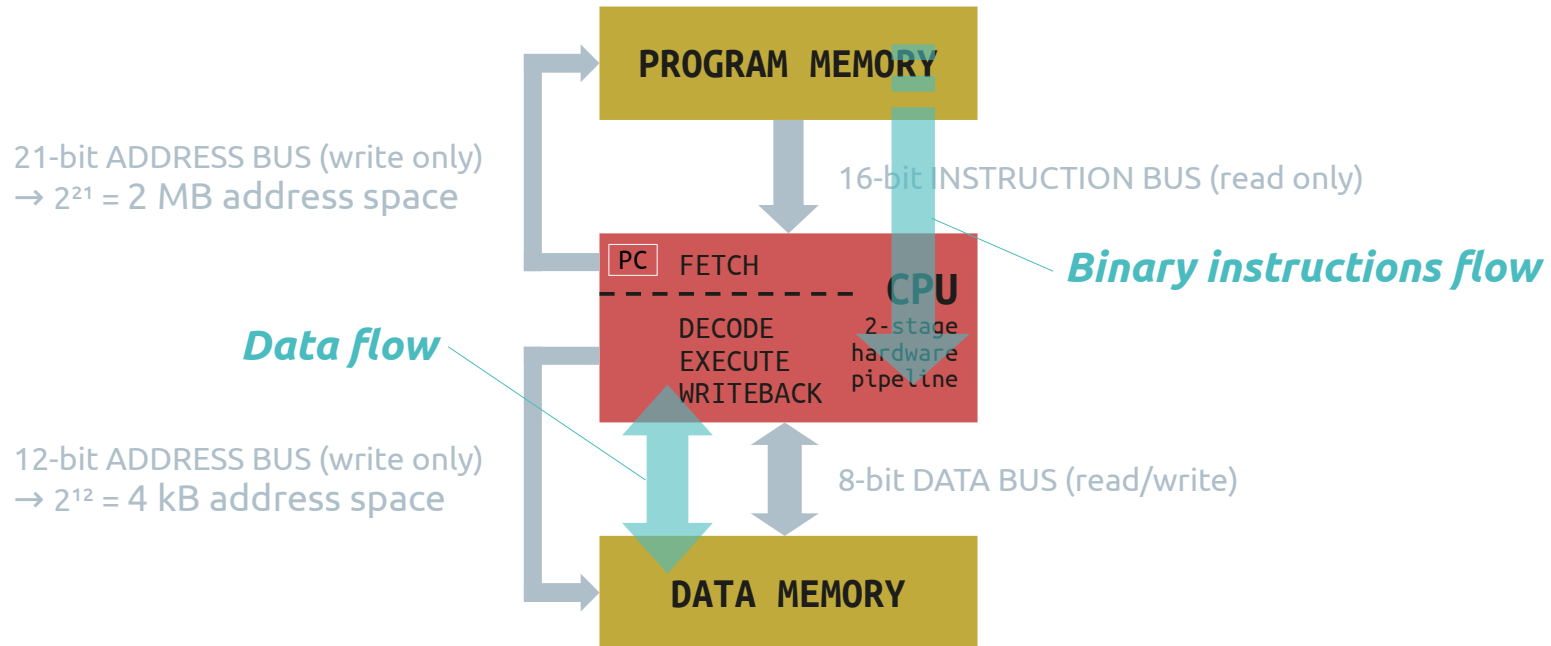 PROGRAM MEMORY
21-bit ADDRESS BUS (write only)
→ 2²¹ = 2 MB address space
16-bit INSTRUCTION BUS (read only)
PC
FETCH
Binary instructions flow
CPU
2-stage
hardware
pipeline
DECODE
EXECUTE
WRITEBACK
Data flow
12-bit ADDRESS BUS (write only)
→ 2¹² = 4 kB address space
8-bit DATA BUS (read/write)
DATA MEMORY